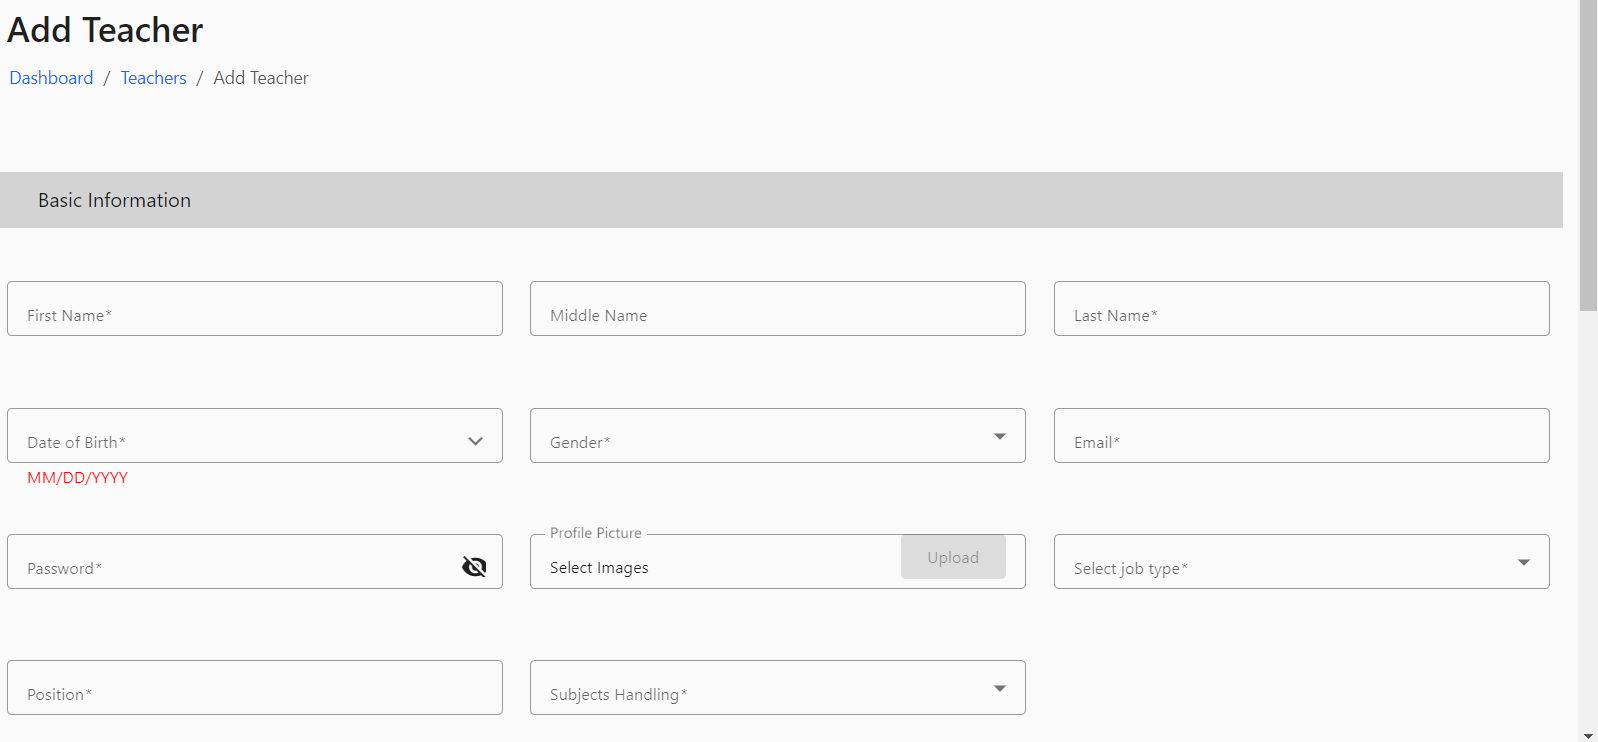 Add Teacher
Dashboard / Teachers / Add Teacher
Basic Information
First Name*
Middle Name
Last Name*
Date of Birth*
MM/DD/YYYY
Gender*
Email*
Password*
Profile Picture
Select Images
Upload
Select job type*
Position*
Subjects Handling*